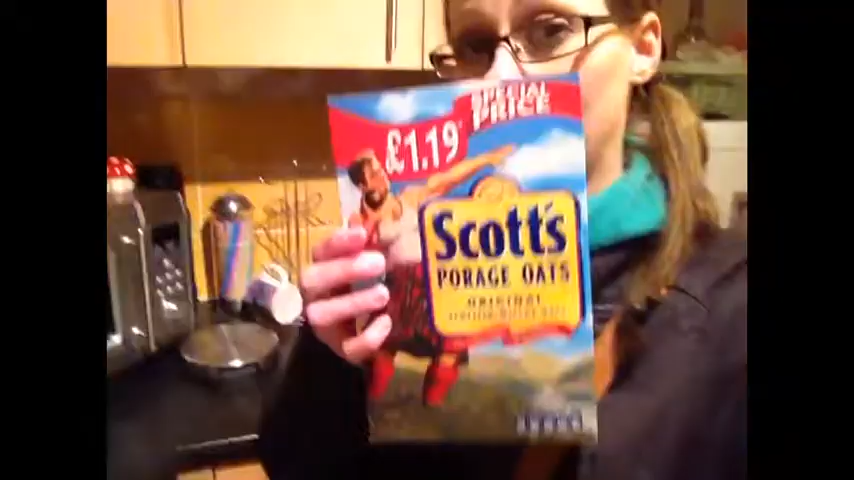 SPECIAL
PRICE
£1.19
Scott's
PORAGE OATS
ORIGINAL